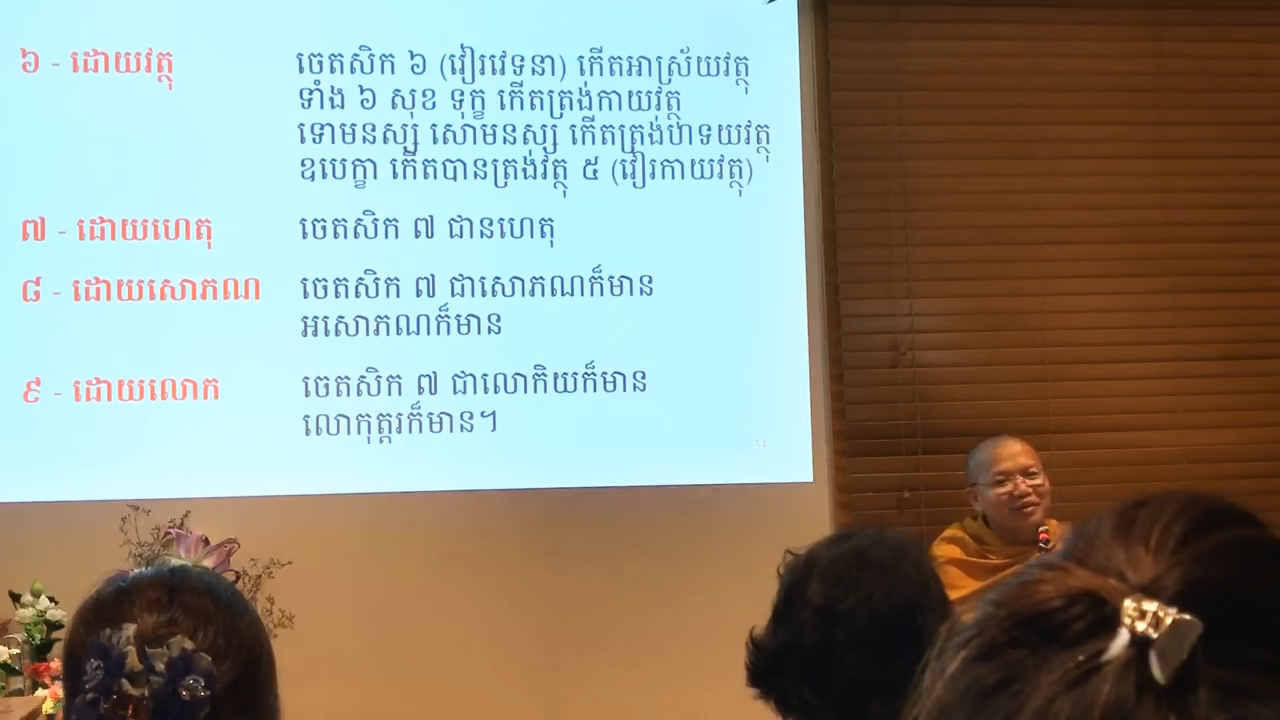 ៦ - ដោយវត្ថុ ចេតសិក ៦ (វៀរវេទនា) កើតអាស្រ័យវត្ថុ
ទាំង ៦ សុខ ទុក្ខ កើតត្រង់កាយវត្ថុ
ទោមនស្ស សោមនស្ស កើតត្រង់ហទយវត្ថុ
ឧបេក្ខា កើតបានត្រង់វត្ថុ ៥ (វៀរកាយវត្ថុ)
៧ - ដោយហេតុ ចេតសិក ៧ ជានហេតុ
៨ - ដោយសោភណ ចេតសិក ៧ ជាសោភណក៏មាន
អសោភណក៏មាន
៩ - ដោយលោក ចេតសិក ៧ ជាលោកិយក៏មាន
លោកុត្តរក៏មាន។
34